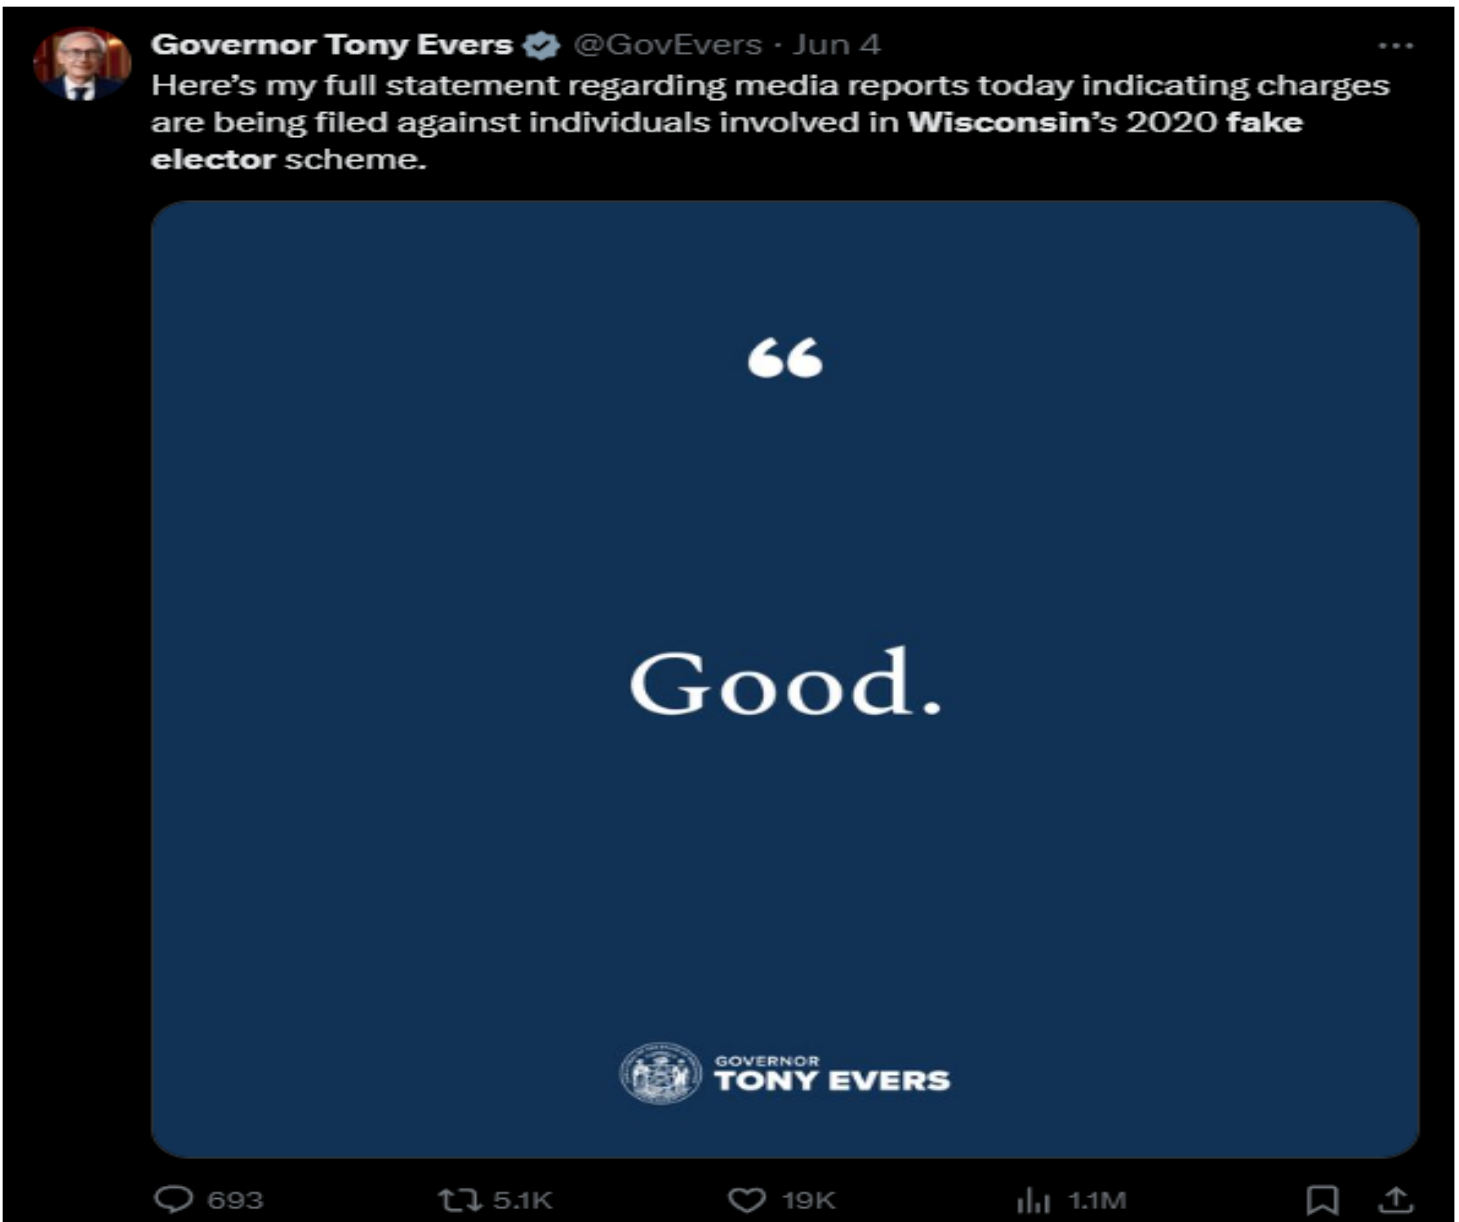 Governor Tony Evers @GovEvers · Jun 4
Here’s my full statement regarding media reports today indicating charges
are being filed against individuals involved in Wisconsin’s 2020 fake
elector scheme.
“
Good.
GOVERNOR
TONY EVERS
693 5.1K 19K 1.1M